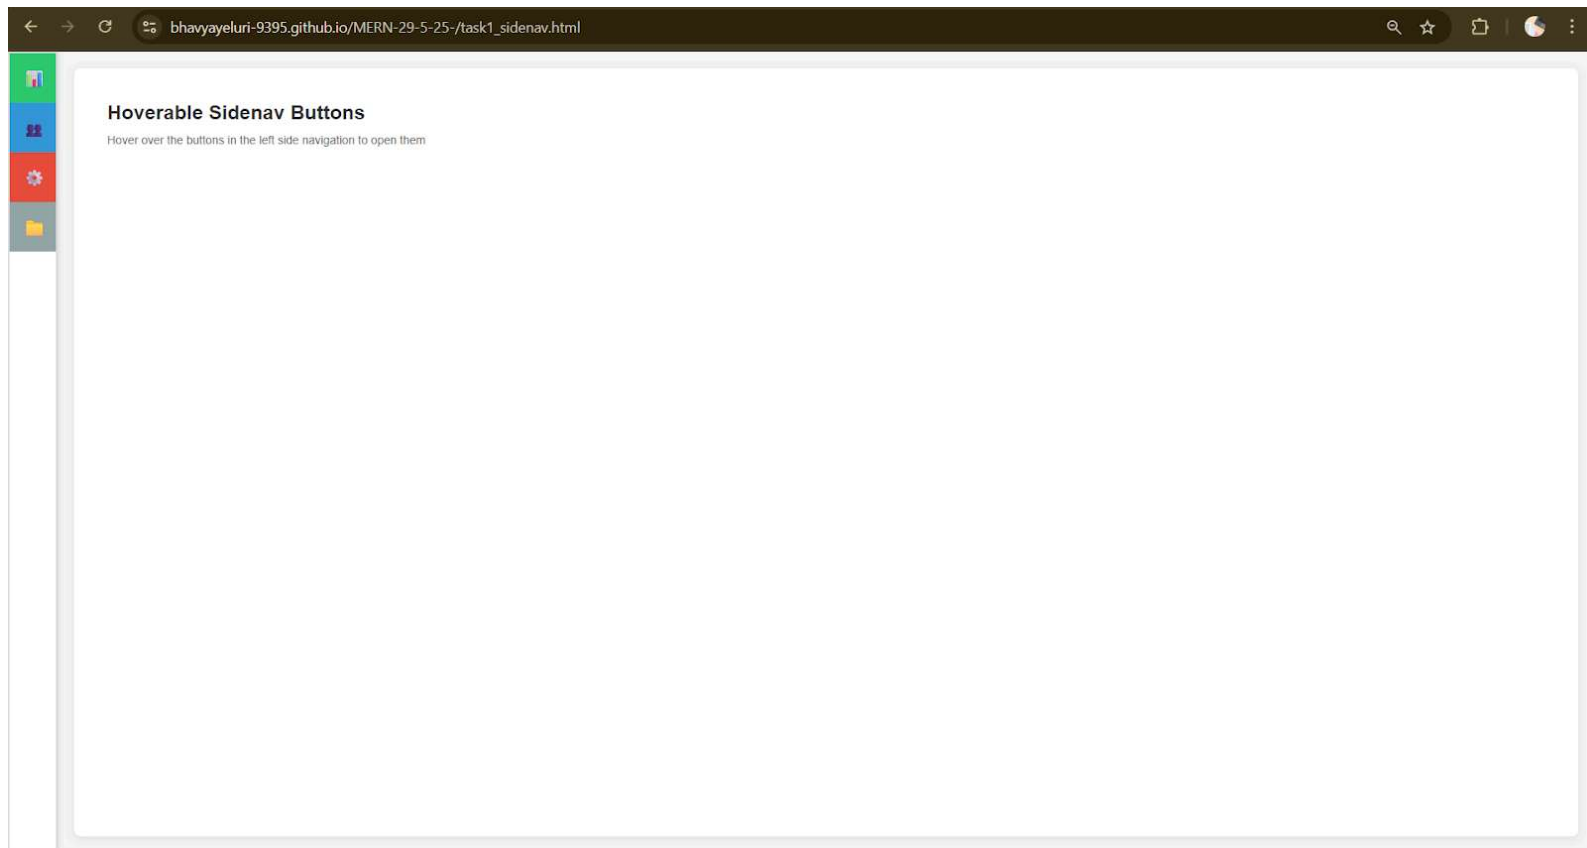 bhavyayeluri-9395.github.io/MERN-29-5-25-/task1_sidenav.html
Hoverable Sidenav Buttons
Hover over the buttons in the left side navigation to open them